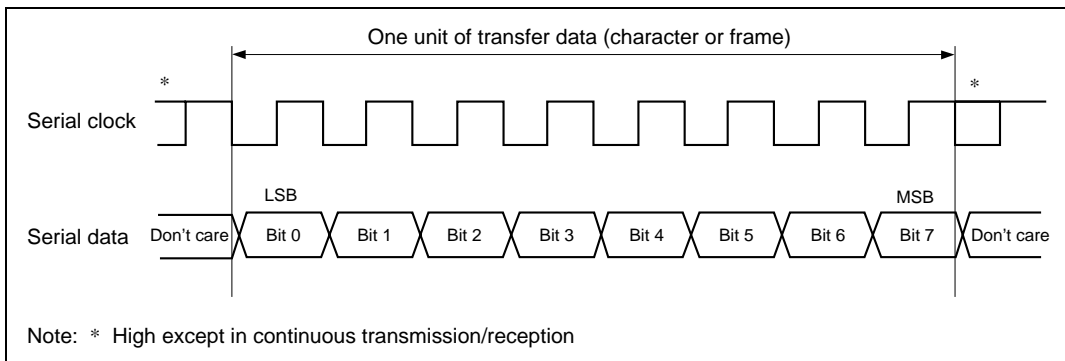 One unit of transfer data (character or frame)
* *
Serial clock
LSB MSB
Serial data Don't care Bit 0 Bit 1 Bit 2 Bit 3 Bit 4 Bit 5 Bit 6 Bit 7 Don't care
Note: * High except in continuous transmission/reception